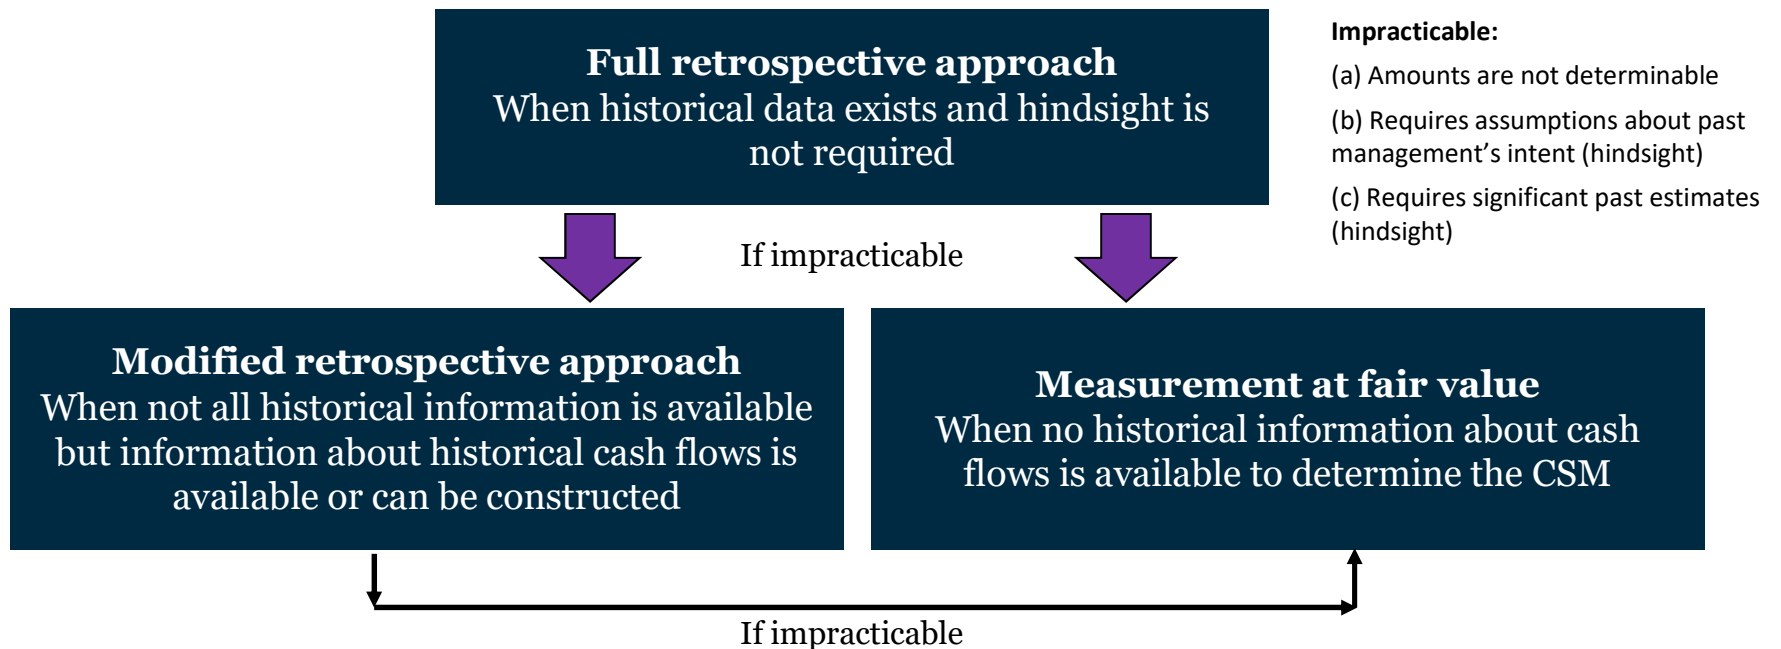 Full retrospective approach
When historical data exists and hindsight is
not required
Impracticable:
(a) Amounts are not determinable
(b) Requires assumptions about past
management’s intent (hindsight)
(c) Requires significant past estimates
(hindsight)
If impracticable
Modified retrospective approach
When not all historical information is available
but information about historical cash flows is
available or can be constructed
Measurement at fair value
When no historical information about cash
flows is available to determine the CSM
If impracticable